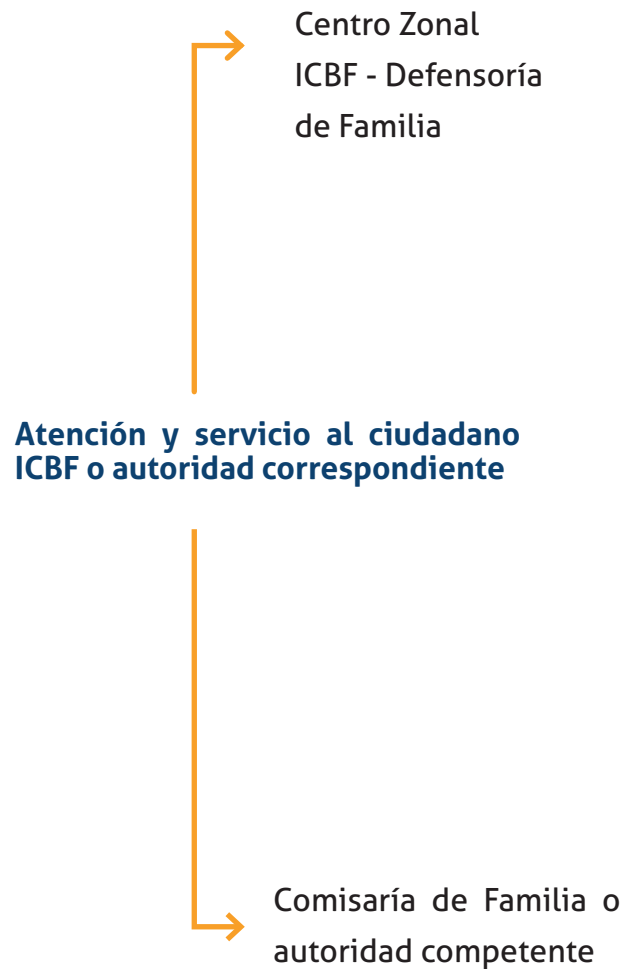 Centro Zonal
ICBF - Defensoría
de Familia
Atención y servicio al ciudadano
ICBF o autoridad correspondiente
Comisaría de Familia o
autoridad competente